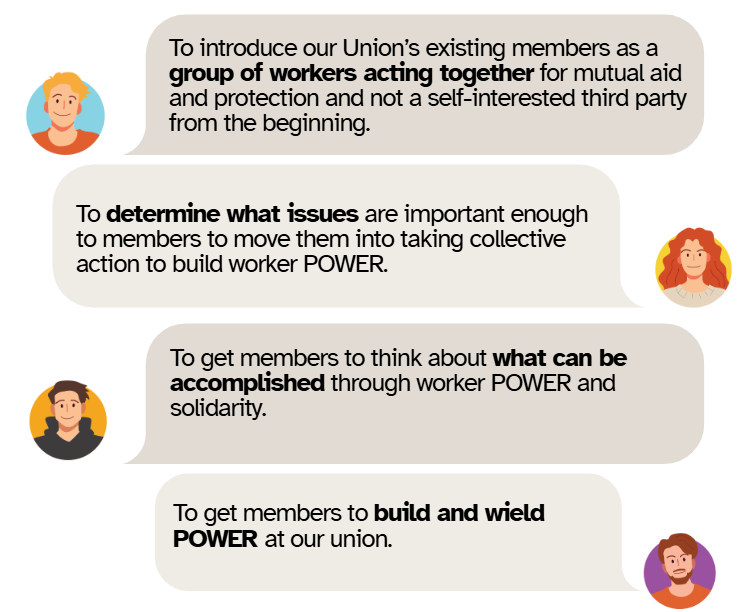 To introduce our Union's existing members as a
group of workers acting together for mutual aid
and protection and not a self-interested third party
from the beginning.
To determine what issues are important enough
to members to move them into taking collective
action to build worker POWER.
To get members to think about what can be
accomplished through worker POWER and
solidarity.
To get members to build and wield
POWER at our union.